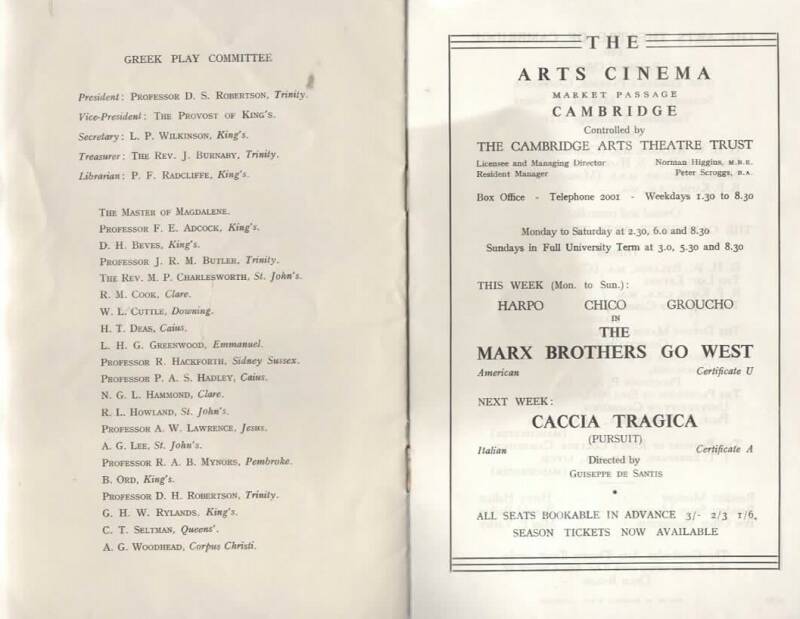 GREEK PLAY COMMITTEE
President: PROFESSOR D. S. ROBERTSON, Trinity.
Vice-President: THE PROVOST OF KING'S.
Secretary: L. P. WILKINSON, King's.
Treasurer: THE REV. J. BURNABY, Trinity.
Librarian: P. F. RADCLIFFE, King's.
THE MASTER OF MAGDALENE.
PROFESSOR F. E. ADCOCK, King's.
D. H. BEVES, King's.
PROFESSOR J. R. M. BUTLER, Trinity.
THE REV. M. P. CHARLESWORTH, St. John's.
R. M. COOK, Clare.
W. L. CUTTLE, Downing.
H. T. DEAS, Caius.
L. H. G. GREENWOOD, Emmanuel.
PROFESSOR R. HACKFORTH, Sidney Sussex.
PROFESSOR P. A. S. HADLEY, Caius.
N. G. L. HAMMOND, Clare.
R. L. HOWLAND, St. John's.
PROFESSOR A. W. LAWRENCE, Jesus.
A. G. LEE, St. John's.
PROFESSOR R. A. B. MYNORS, Pembroke.
B. ORD, King's.
PROFESSOR D. H. ROBERTSON, Trinity.
G. H. W. RYLANDS, King's.
C. T. SELTMAN, Queens'.
A. G. WOODHEAD, Corpus Christi.
THE
ARTS CINEMA
MARKET PASSAGE
CAMBRIDGE
Controlled by
THE CAMBRIDGE ARTS THEATRE TRUST
Licensee and Managing Director Norman Higgins, M.B.E.
Resident Manager Peter Scroggs, B.A.
Box Office - Telephone 2001 - Weekdays 1.30 to 8.30
Monday to Saturday at 2.30, 6.0 and 8.30
Sundays in Full University Term at 3.0, 5.30 and 8.30
THIS WEEK (Mon. to Sun.):
HARPO CHICO GROUCHO
IN
THE
MARX BROTHERS GO WEST
American Certificate U
NEXT WEEK:
CACCIA TRAGICA
(PURSUIT)
Italian Certificate A
Directed by
GUISEPPE DE SANTIS
ALL SEATS BOOKABLE IN ADVANCE 3/- 2/3 1/6,
SEASON TICKETS NOW AVAILABLE